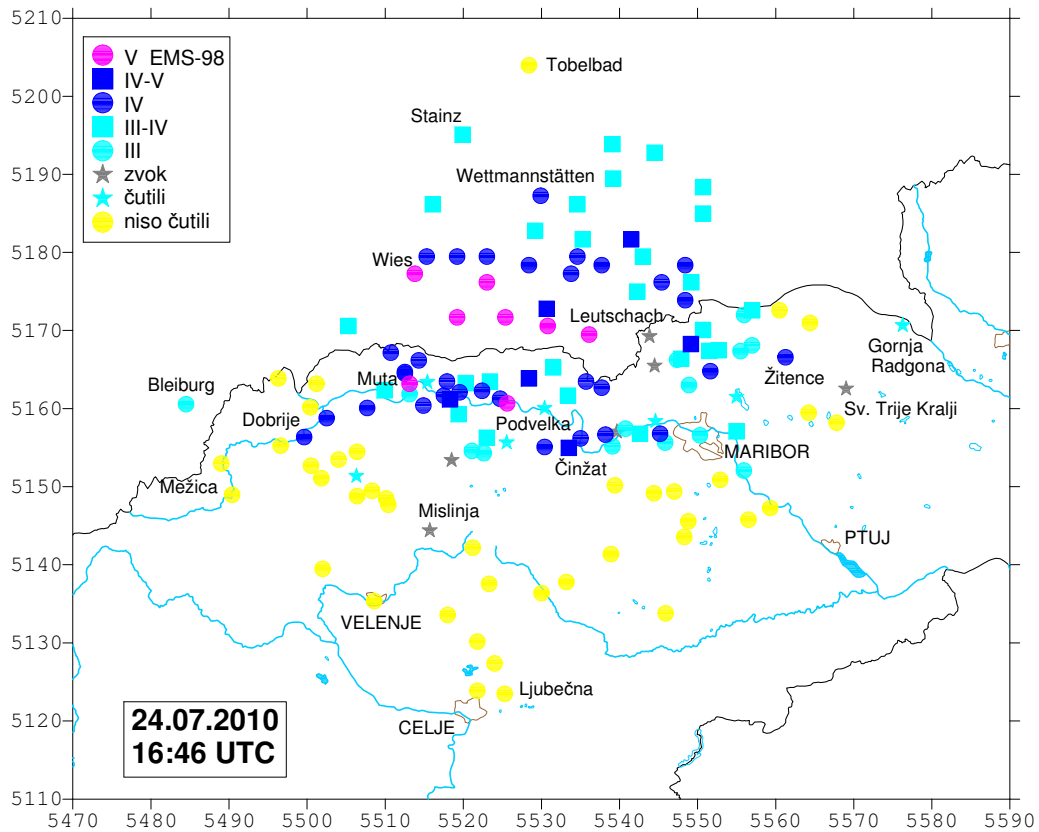 5210
5200
5190
5180
5170
5160
5150
5140
5130
5120
5110
V EMS-98
IV-V
IV
III-IV
III
zvok
čutili
niso čutili
Tobelbad
Stainz
Wettmannstätten
Wies
Leutschach
Gornja
Radgona
Bleiburg
Muta
Žitence
Dobrije
Podvelka
Sv. Trije Kralji
MARIBOR
Činžat
Mežica
Mislinja
PTUJ
VELENJE
Ljubečna
CELJE
24.07.2010
16:46 UTC
5470 5480 5490 5500 5510 5520 5530 5540 5550 5560 5570 5580 5590